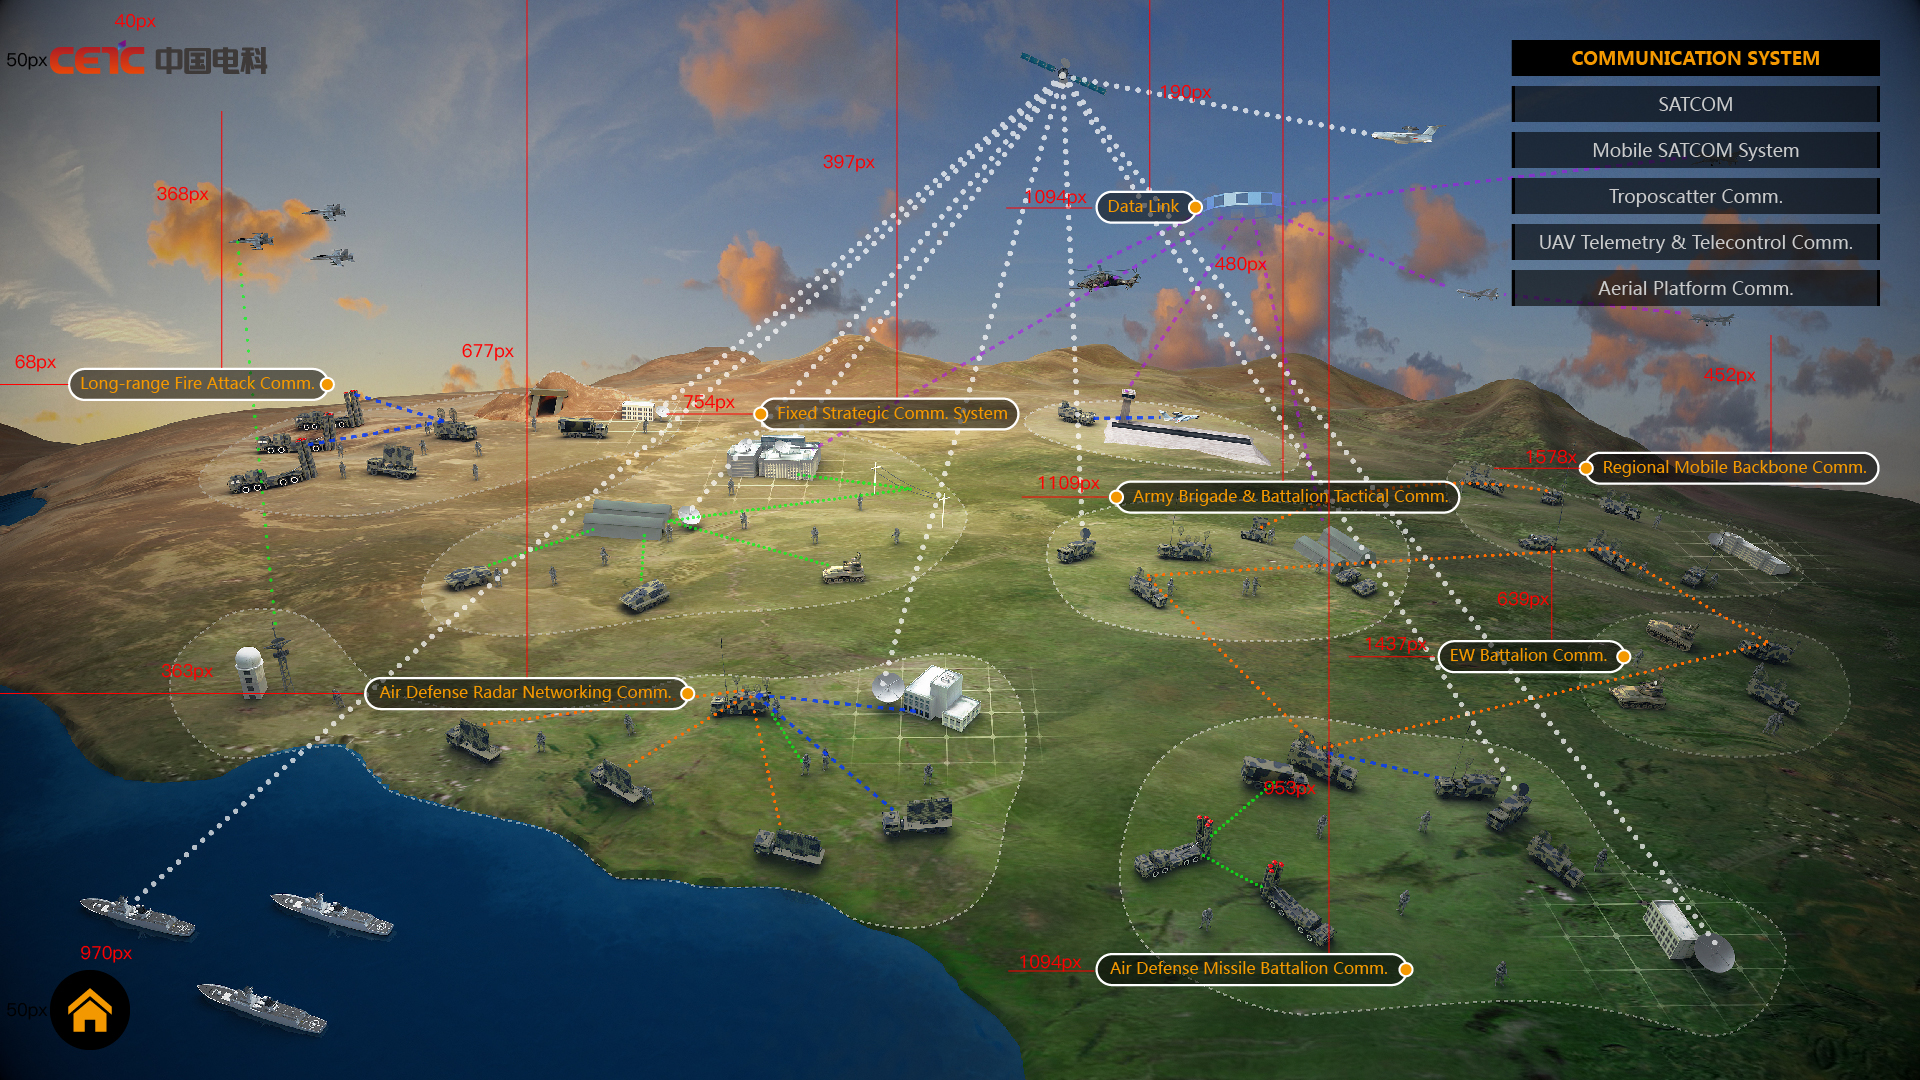 40px
50px
CETC 中国电科
COMMUNICATION SYSTEM
SATCOM
Mobile SATCOM System
Troposcatter Comm.
UAV Telemetry & Telecontrol Comm.
Aerial Platform Comm.
190px
397px
368px
1094px
Data Link
480px
677px
68px
Long-range Fire Attack Comm.
754px
Fixed Strategic Comm. System
452px
1578px
Regional Mobile Backbone Comm.
1109px
Army Brigade & Battalion Tactical Comm.
639px
1437px
EW Battalion Comm.
363px
Air Defense Radar Networking Comm.
953px
970px
1094px
Air Defense Missile Battalion Comm.
50px